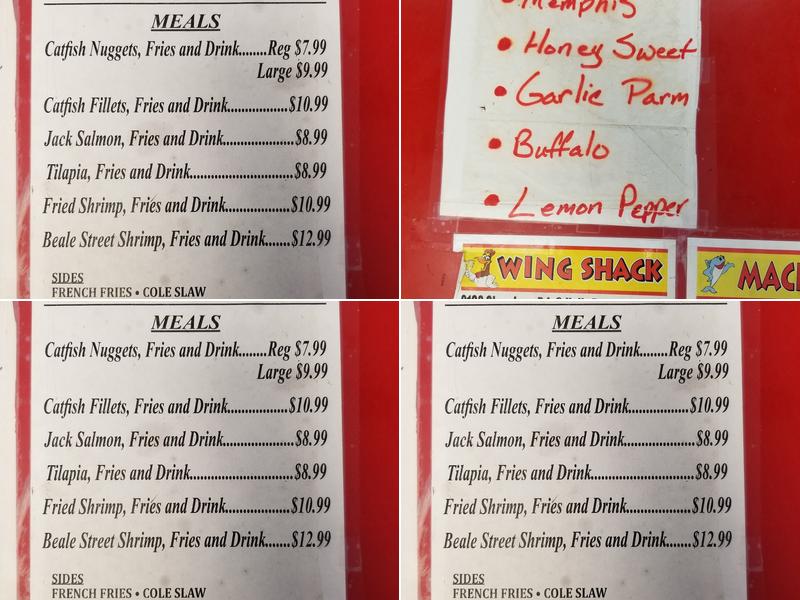 MEALS
Catfish Nuggets, Fries and Drink........Reg $7.99
Large $9.99
Catfish Fillets, Fries and Drink.................$10.99
Jack Salmon, Fries and Drink....................$8.99
Tilapia, Fries and Drink.............................$8.99
Fried Shrimp, Fries and Drink..................$10.99
Beale Street Shrimp, Fries and Drink.......$12.99
SIDES
FRENCH FRIES • COLE SLAW
• Memphis
• Honey Sweet
• Garlic Parm
• Buffalo
• Lemon Pepper
WING SHACK
MAC
MEALS
Catfish Nuggets, Fries and Drink........Reg $7.99
Large $9.99
Catfish Fillets, Fries and Drink.................$10.99
Jack Salmon, Fries and Drink....................$8.99
Tilapia, Fries and Drink.............................$8.99
Fried Shrimp, Fries and Drink..................$10.99
Beale Street Shrimp, Fries and Drink.......$12.99
SIDES
FRENCH FRIES • COLE SLAW
MEALS
Catfish Nuggets, Fries and Drink........Reg $7.99
Large $9.99
Catfish Fillets, Fries and Drink.................$10.99
Jack Salmon, Fries and Drink....................$8.99
Tilapia, Fries and Drink.............................$8.99
Fried Shrimp, Fries and Drink..................$10.99
Beale Street Shrimp, Fries and Drink.......$12.99
SIDES
FRENCH FRIES • COLE SLAW